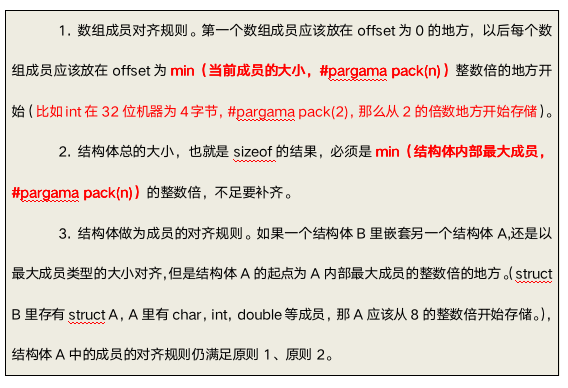 1. 数组成员对齐规则。第一个数组成员应该放在 offset 为 0 的地方，以后每个数
组成员应该放在 offset 为 min（当前成员的大小，#pargama pack(n)）整数倍的地方开
始（比如 int 在 32 位机器为 4 字节, #pargama pack(2)，那么从 2 的倍数地方开始存储）。
2. 结构体总的大小，也就是 sizeof 的结果，必须是 min（结构体内部最大成员，
#pargama pack(n)）的整数倍，不足要补齐。
3. 结构体做为成员的对齐规则。如果一个结构体 B 里嵌套另一个结构体 A,还是以
最大成员类型的大小对齐,但是结构体 A 的起点为 A 内部最大成员的整数倍的地方。（struct
B 里存有 struct A，A 里有 char，int，double 等成员，那 A 应该从 8 的整数倍开始存储。），
结构体 A 中的成员的对齐规则仍满足原则 1、原则 2。